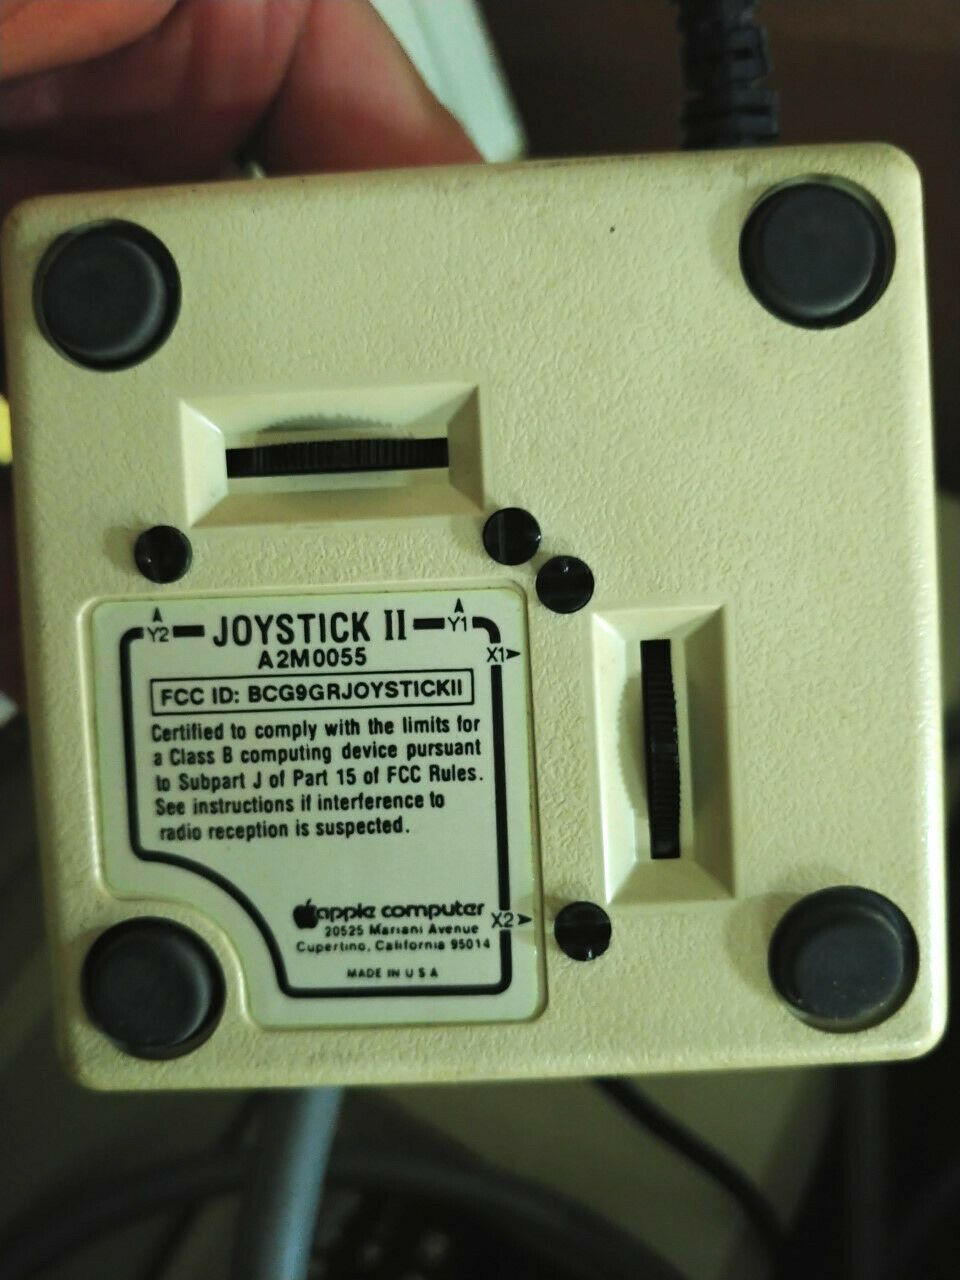 Y2 JOYSTICK II Y1
A2M0055
X1
FCC ID: BCG9GRJOYSTICKII
Certified to comply with the limits for
a Class B computing device pursuant
to Subpart J of Part 15 of FCC Rules.
See instructions if interference to
radio reception is suspected.
apple computer
X2
20525 Mariani Avenue
Cupertino, California 95014
MADE IN U S A